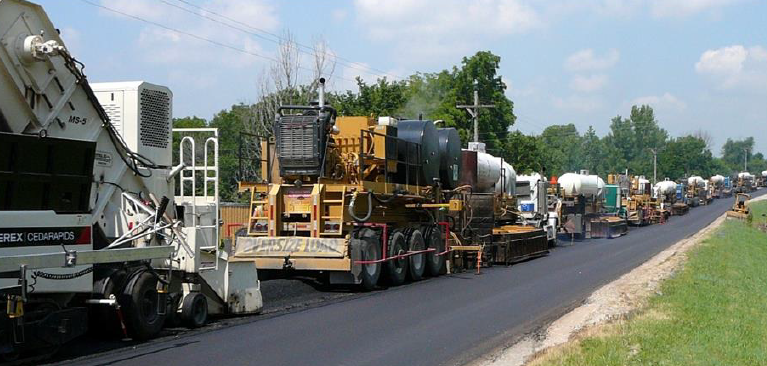 MS-5
EREX | CEDARAPIDS
OVERSIZE LOAD